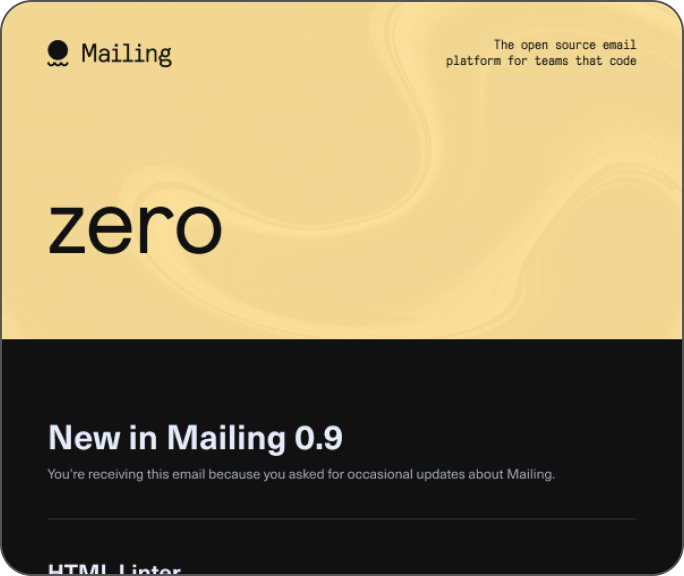 Mailing
The open source email
platform for teams that code
zero
New in Mailing 0.9
You're receiving this email because you asked for occasional updates about Mailing.
HTML Linter